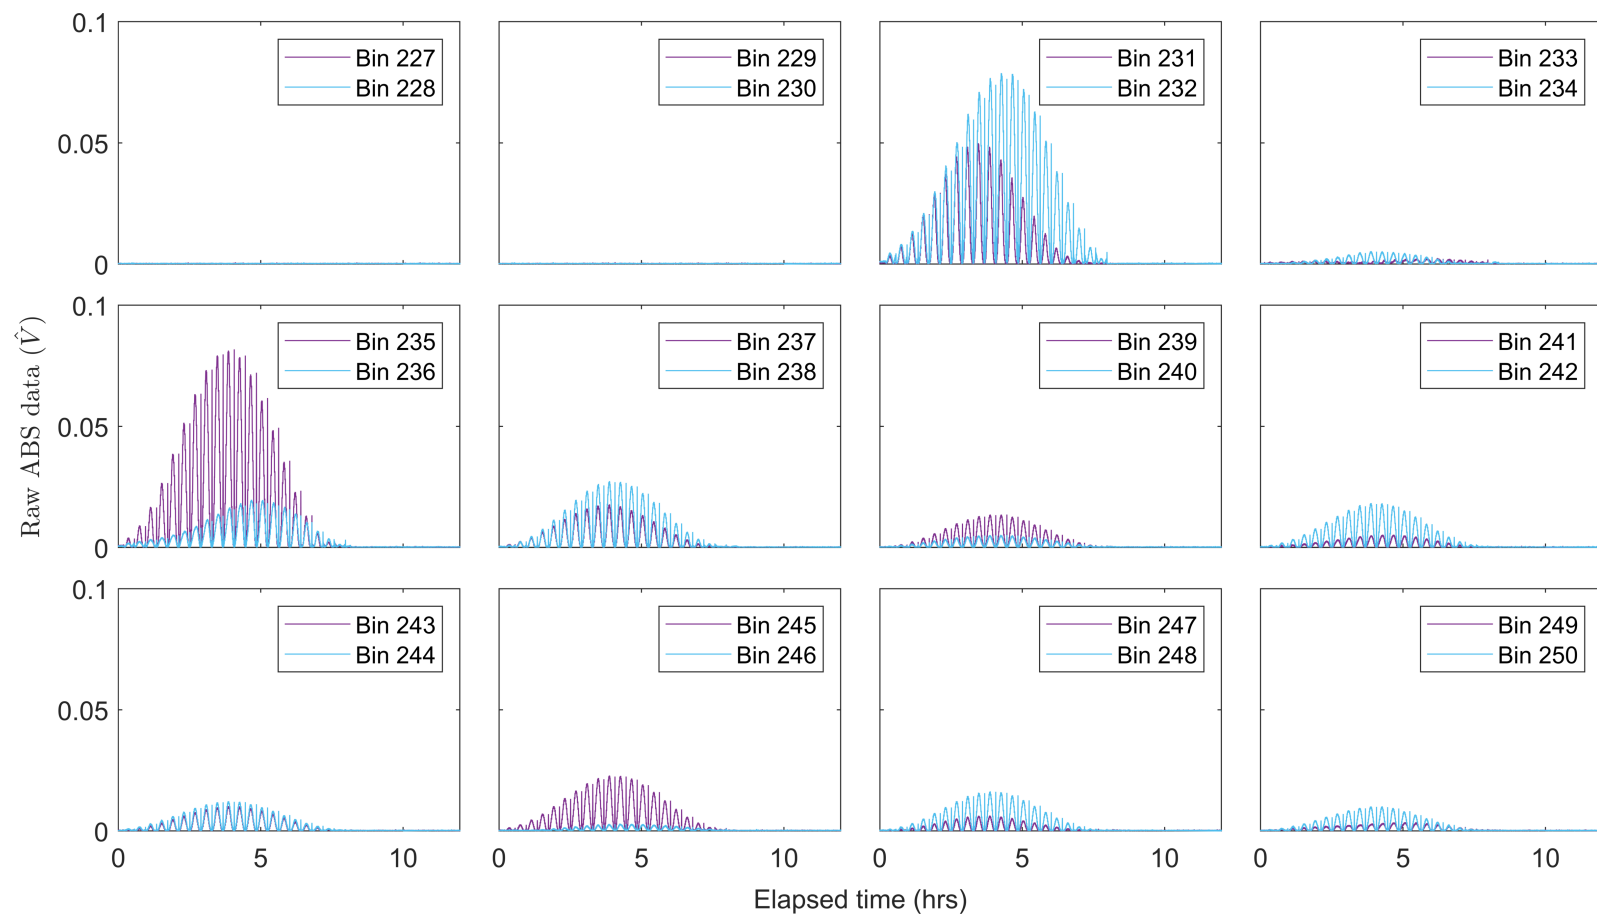 0.1
0.05
0
Bin 227
Bin 228
Bin 229
Bin 230
Bin 231
Bin 232
Bin 233
Bin 234
5
10
0
5
10
0
5
10
0
5
10
Raw ABS data (V̂)
0.1
0.05
0
Bin 235
Bin 236
Bin 237
Bin 238
Bin 239
Bin 240
Bin 241
Bin 242
0.1
0.05
0
Bin 243
Bin 244
Bin 245
Bin 246
Bin 247
Bin 248
Bin 249
Bin 250
0
Elapsed time (hrs)